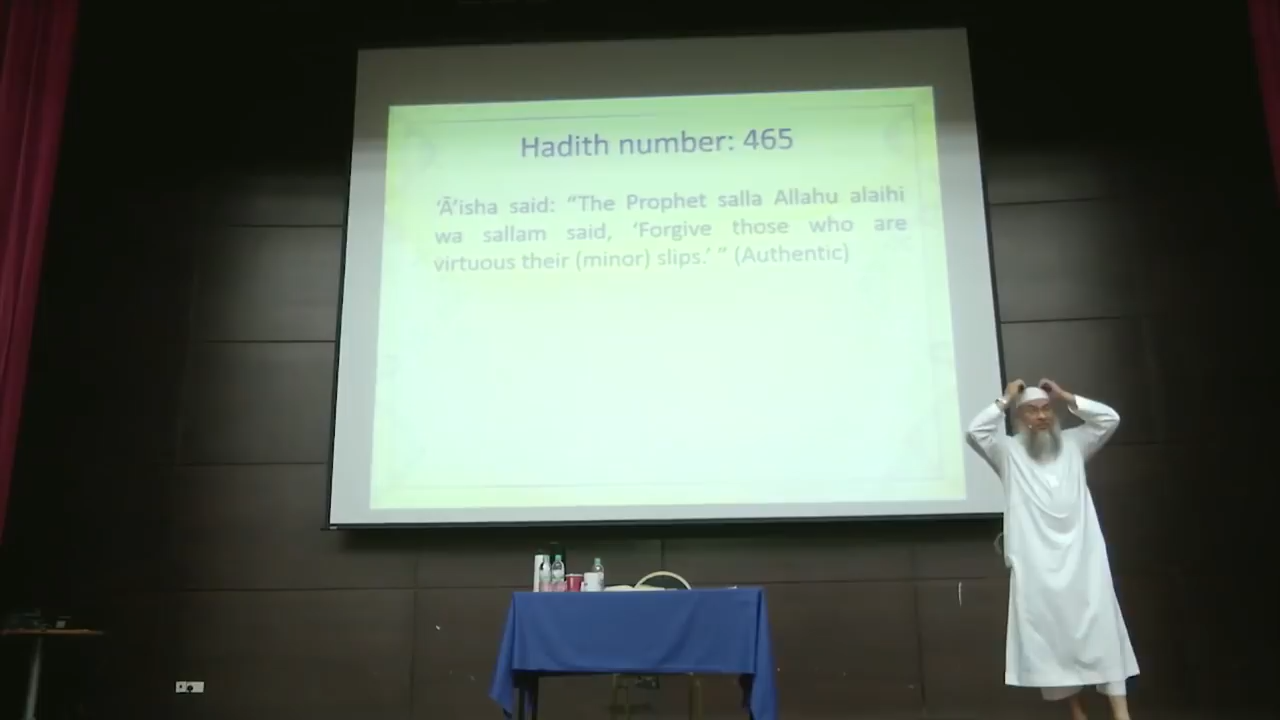 Hadith number: 465
‘Ā’isha said: “The Prophet salla Allahu alaihi
wa sallam said, ‘Forgive those who are
virtuous their (minor) slips.’ ” (Authentic)